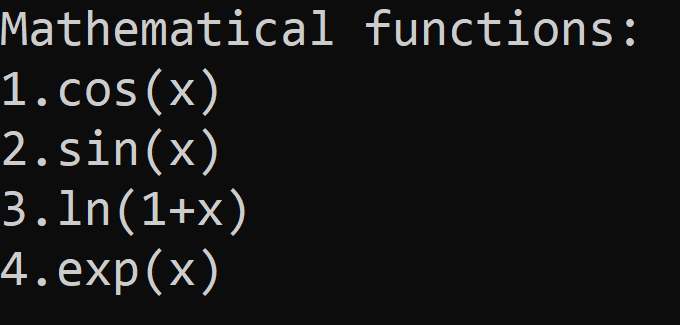 Mathematical functions:
1.cos(x)
2.sin(x)
3.ln(1+x)
4.exp(x)